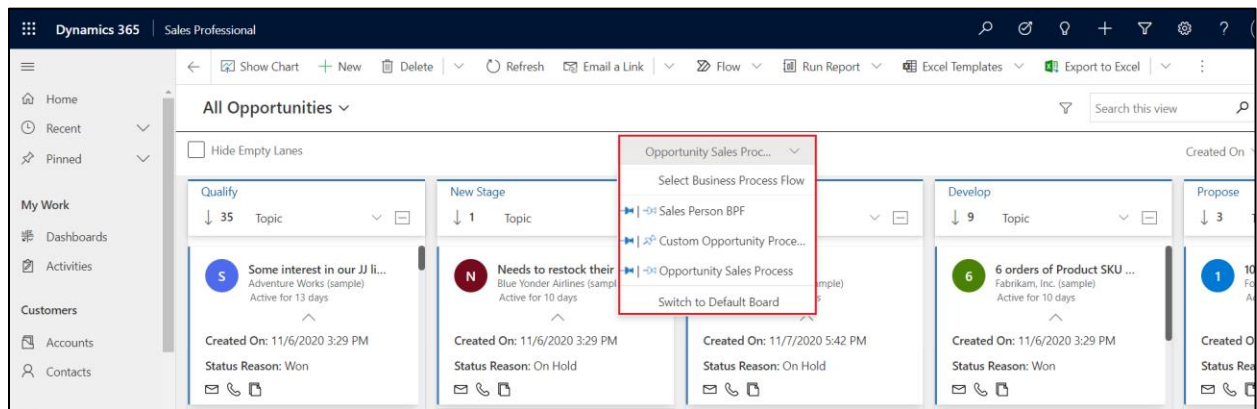 Dynamics 365 Sales Professional
Show Chart New Delete Refresh Email a Link Flow Run Report Excel Templates Export to Excel
Home
Recent
Pinned
My Work
Dashboards
Activities
Customers
Accounts
Contacts
All Opportunities
Search this view
Hide Empty Lanes
Opportunity Sales Proc...
Created On
Select Business Process Flow
Sales Person BPF
Custom Opportunity Proce...
Opportunity Sales Process
Switch to Default Board
Qualify
35 Topic
S
Some interest in our JJ li...
Adventure Works (sample)
Active for 13 days
Created On: 11/6/2020 3:29 PM
Status Reason: Won
New Stage
1 Topic
N
Needs to restock their
Blue Yonder Airlines (sampl
Active for 10 days
Created On: 11/6/2020 3:29 PM
Status Reason: On Hold
Created On: 11/7/2020 5:42 PM
Status Reason: On Hold
Develop
9 Topic
6
6 orders of Product SKU ...
Fabrikam, Inc. (sample)
Active for 10 days
Created On: 11/6/2020 3:29 PM
Status Reason: Won
Propose
3
1
10
Fo
Created O
Status Rea